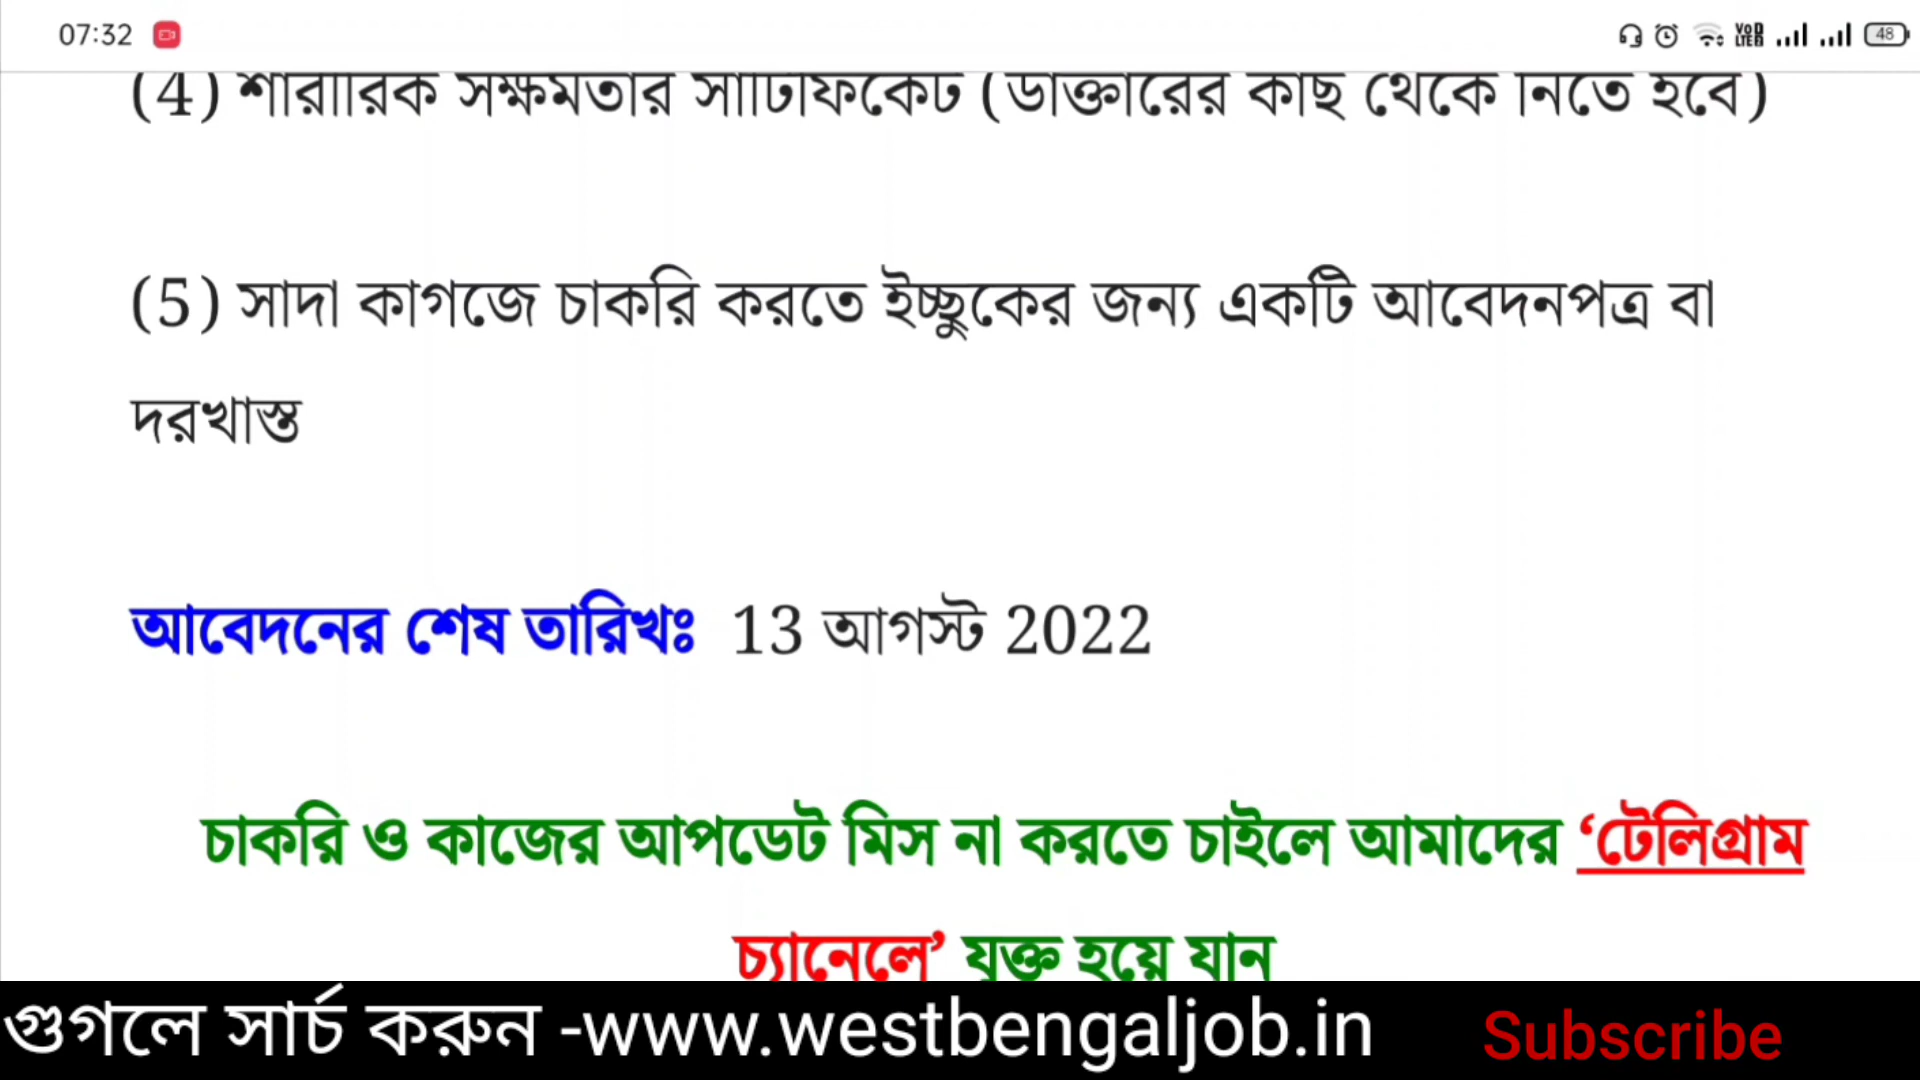 07:32
48
(4) শারীরিক সক্ষমতার সার্টিফিকেট (ডাক্তারের কাছ থেকে নিতে হবে)
(5) সাদা কাগজে চাকরি করতে ইচ্ছুকের জন্য একটি আবেদনপত্র বা
দরখাস্ত
আবেদনের শেষ তারিখঃ 13 আগস্ট 2022
চাকরি ও কাজের আপডেট মিস না করতে চাইলে আমাদের ‘টেলিগ্রাম
চ্যানেলে’ যুক্ত হয়ে যান
গুগলে সার্চ করুন -www.westbengaljob.in
Subscribe